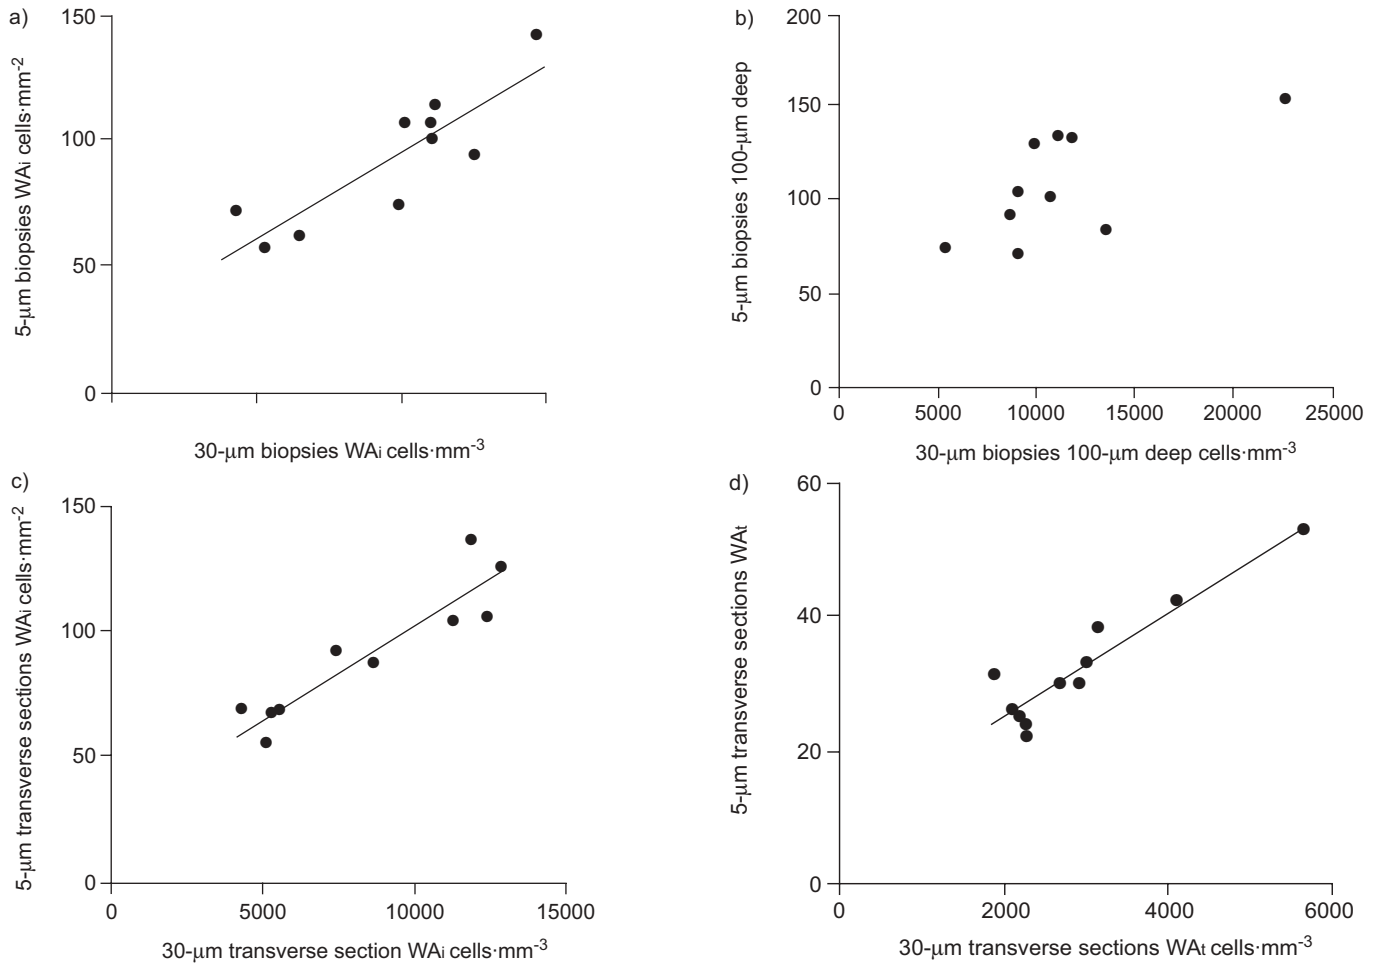 a)
150
100
50
0
5-μm biopsies WAi cells·mm-2
30-μm biopsies WAi cells·mm-3
b)
200
150
100
50
0
5-μm biopsies 100-μm deep
0 5000 10000 15000 20000 25000
30-μm biopsies 100-μm deep cells·mm-3
c)
150
100
50
0
5-μm transverse sections WAi cells·mm-2
0 5000 10000 15000
30-μm transverse section WAi cells·mm-3
d)
60
40
20
0
5-μm transverse sections WAt
0 2000 4000 6000
30-μm transverse sections WAt cells·mm-3